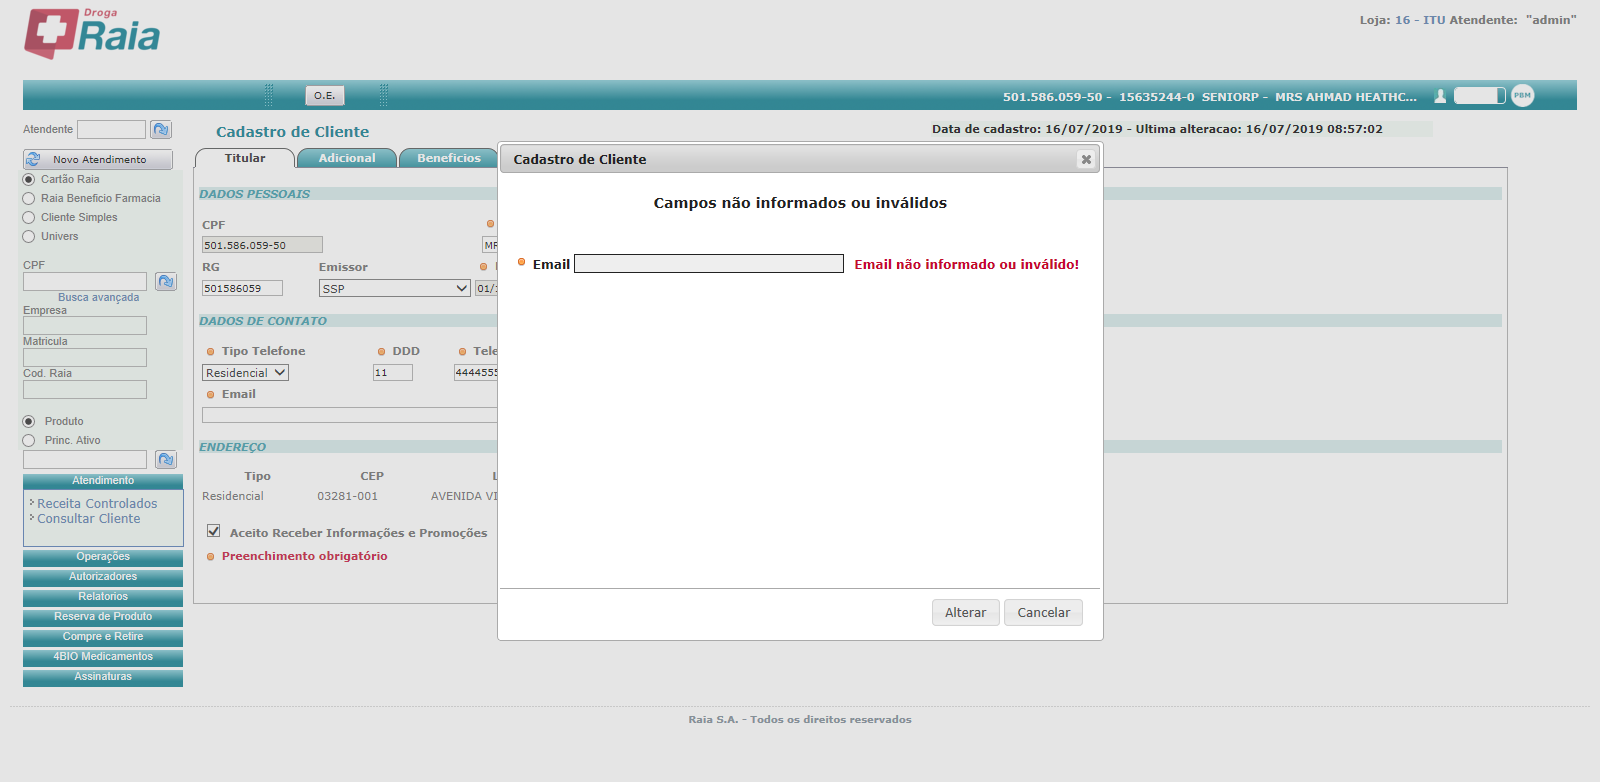 Droga
Raia
Loja: 16 - ITU Atendente: "admin"
O.E.
501.586.059-50 - 15635244-0 SENIORP - MRS AHMAD HEATHC...
PBM
Atendente
Cadastro de Cliente
Data de cadastro: 16/07/2019 - Ultima alteracao: 16/07/2019 08:57:02
Novo Atendimento
Cartão Raia
Raia Beneficio Farmacia
Cliente Simples
Univers
CPF
Busca avançada
Empresa
Matricula
Cod. Raia
Produto
Princ. Ativo
Atendimento
Receita Controlados
Consultar Cliente
Operações
Autorizadores
Relatorios
Reserva de Produto
Compre e Retire
4BIO Medicamentos
Assinaturas
Titular
Adicional
Beneficios
DADOS PESSOAIS
CPF
501.586.059-50
MR
RG
Emissor
501586059
SSP
01/
DADOS DE CONTATO
Tipo Telefone
DDD
Tele
Residencial
11
4444555
Email
ENDEREÇO
Tipo
CEP
Residencial
03281-001
AVENIDA VI
Aceito Receber Informações e Promoções
Preenchimento obrigatório
Cadastro de Cliente
Campos não informados ou inválidos
Email
Email não informado ou inválido!
Alterar
Cancelar
Raia S.A. - Todos os direitos reservados